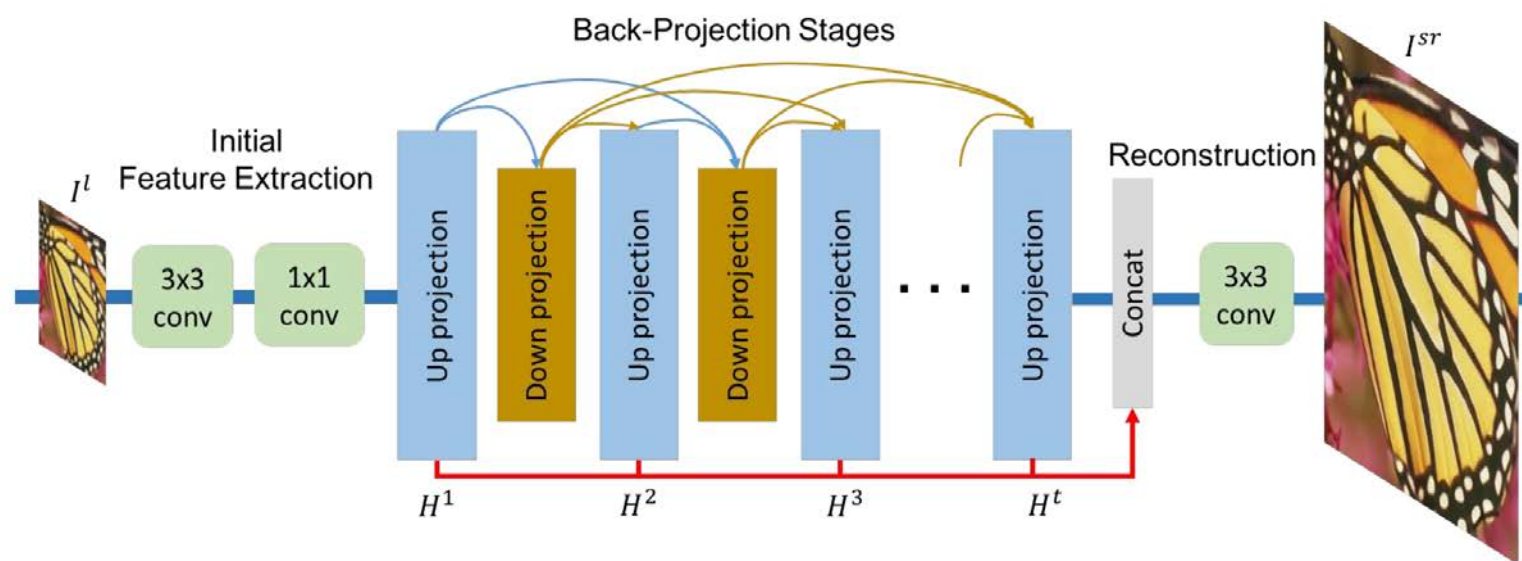 Back-Projection Stages
I^{sr}
Initial
Feature Extraction
Reconstruction
I^l
3x3
conv
1x1
conv
Up projection
Down projection
Up projection
Down projection
Up projection
. . .
Up projection
Concat
3x3
conv
H^1
H^2
H^3
H^t